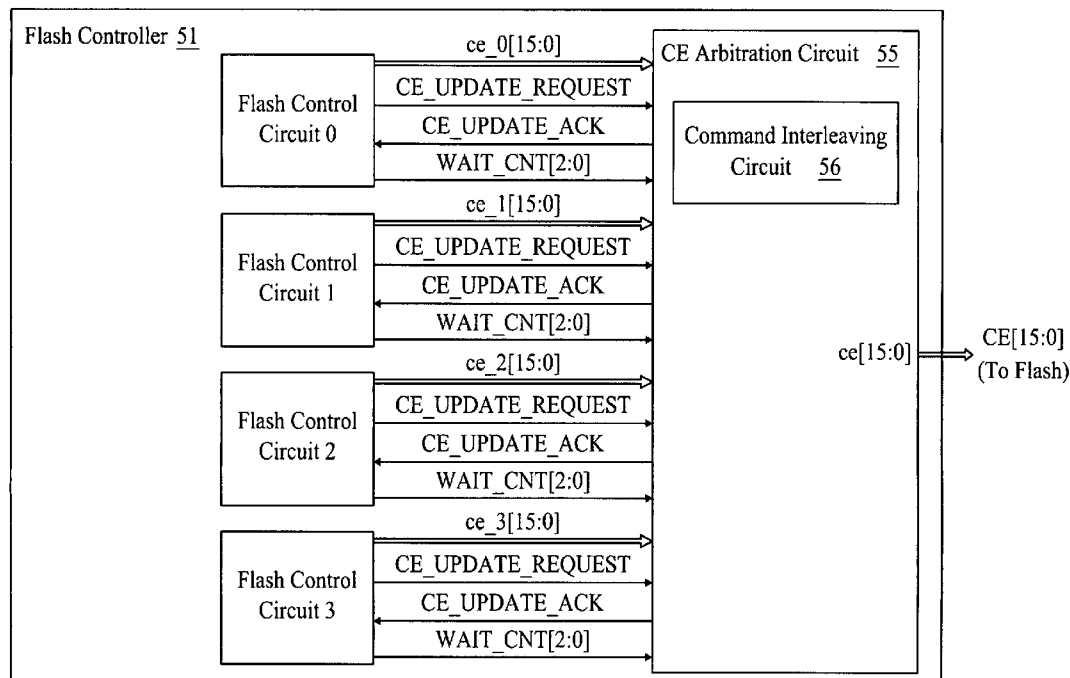 Flash Controller 51
Flash Control
Circuit 0
ce_0[15:0]
CE_UPDATE_REQUEST
CE_UPDATE_ACK
WAIT_CNT[2:0]
Flash Control
Circuit 1
ce_1[15:0]
CE_UPDATE_REQUEST
CE_UPDATE_ACK
WAIT_CNT[2:0]
Flash Control
Circuit 2
ce_2[15:0]
CE_UPDATE_REQUEST
CE_UPDATE_ACK
WAIT_CNT[2:0]
Flash Control
Circuit 3
ce_3[15:0]
CE_UPDATE_REQUEST
CE_UPDATE_ACK
WAIT_CNT[2:0]
CE Arbitration Circuit 55
Command Interleaving
Circuit 56
ce[15:0]
CE[15:0]
(To Flash)